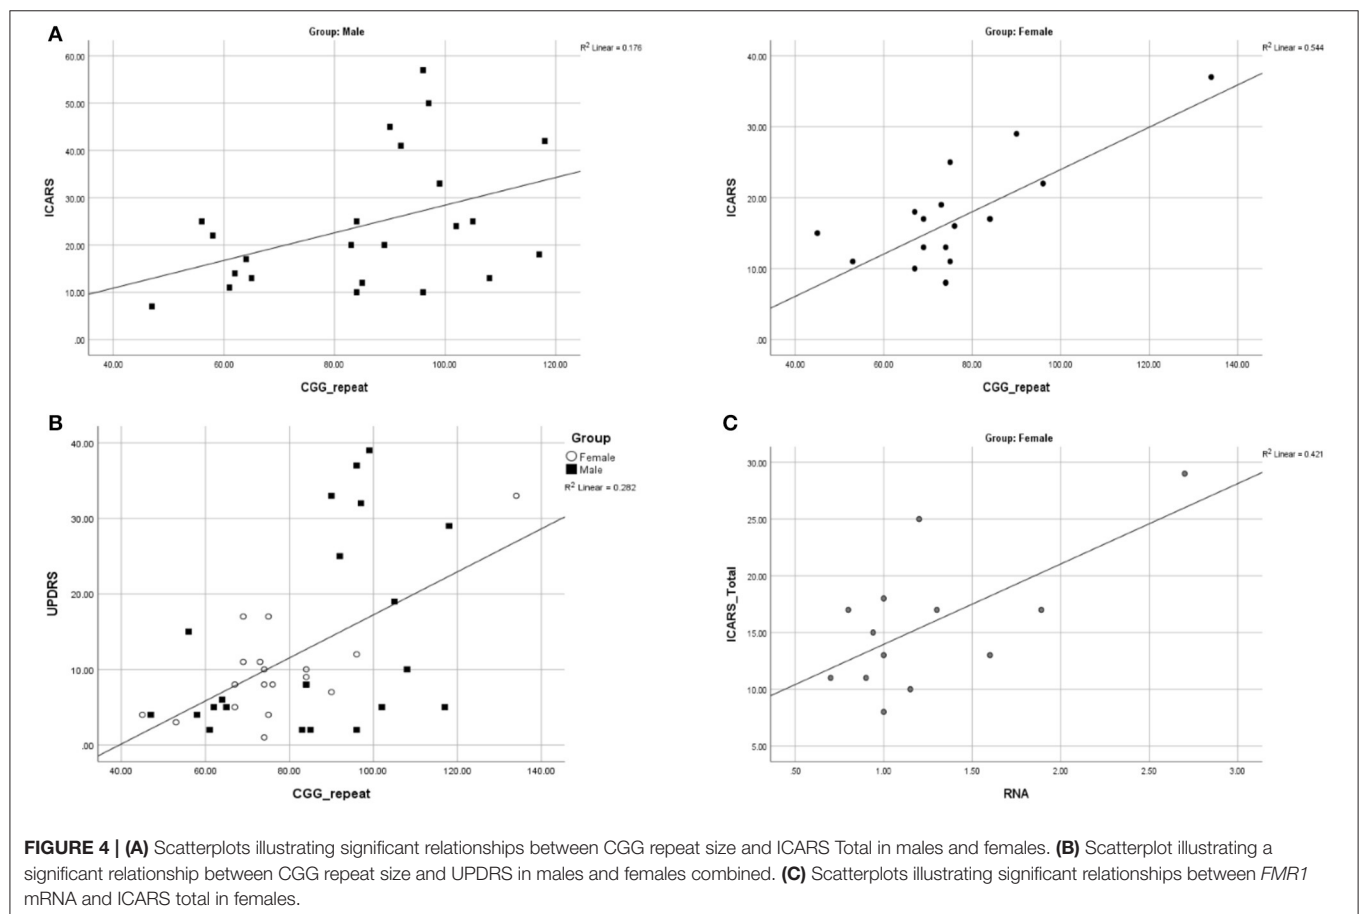 A
Group: Male
R² Linear = 0.176
60.00
50.00
40.00
30.00
20.00
10.00
.00
ICARS
40.00 60.00 80.00 100.00 120.00
CGG_repeat
Group: Female
R² Linear = 0.544
40.00
30.00
20.00
10.00
.00
ICARS
40.00 60.00 80.00 100.00 120.00 140.00
CGG_repeat
B
40.00
30.00
20.00
10.00
.00
UPDRS
40.00 60.00 80.00 100.00 120.00 140.00
CGG_repeat
Group
Female
Male
R² Linear = 0.282
C
Group: Female
R² Linear = 0.421
30.00
25.00
20.00
15.00
10.00
5.00
ICARS_Total
.50 1.00 1.50 2.00 2.50 3.00
RNA
FIGURE 4 | (A) Scatterplots illustrating significant relationships between CGG repeat size and ICARS Total in males and females. (B) Scatterplot illustrating a
significant relationship between CGG repeat size and UPDRS in males and females combined. (C) Scatterplots illustrating significant relationships between FMR1
mRNA and ICARS total in females.